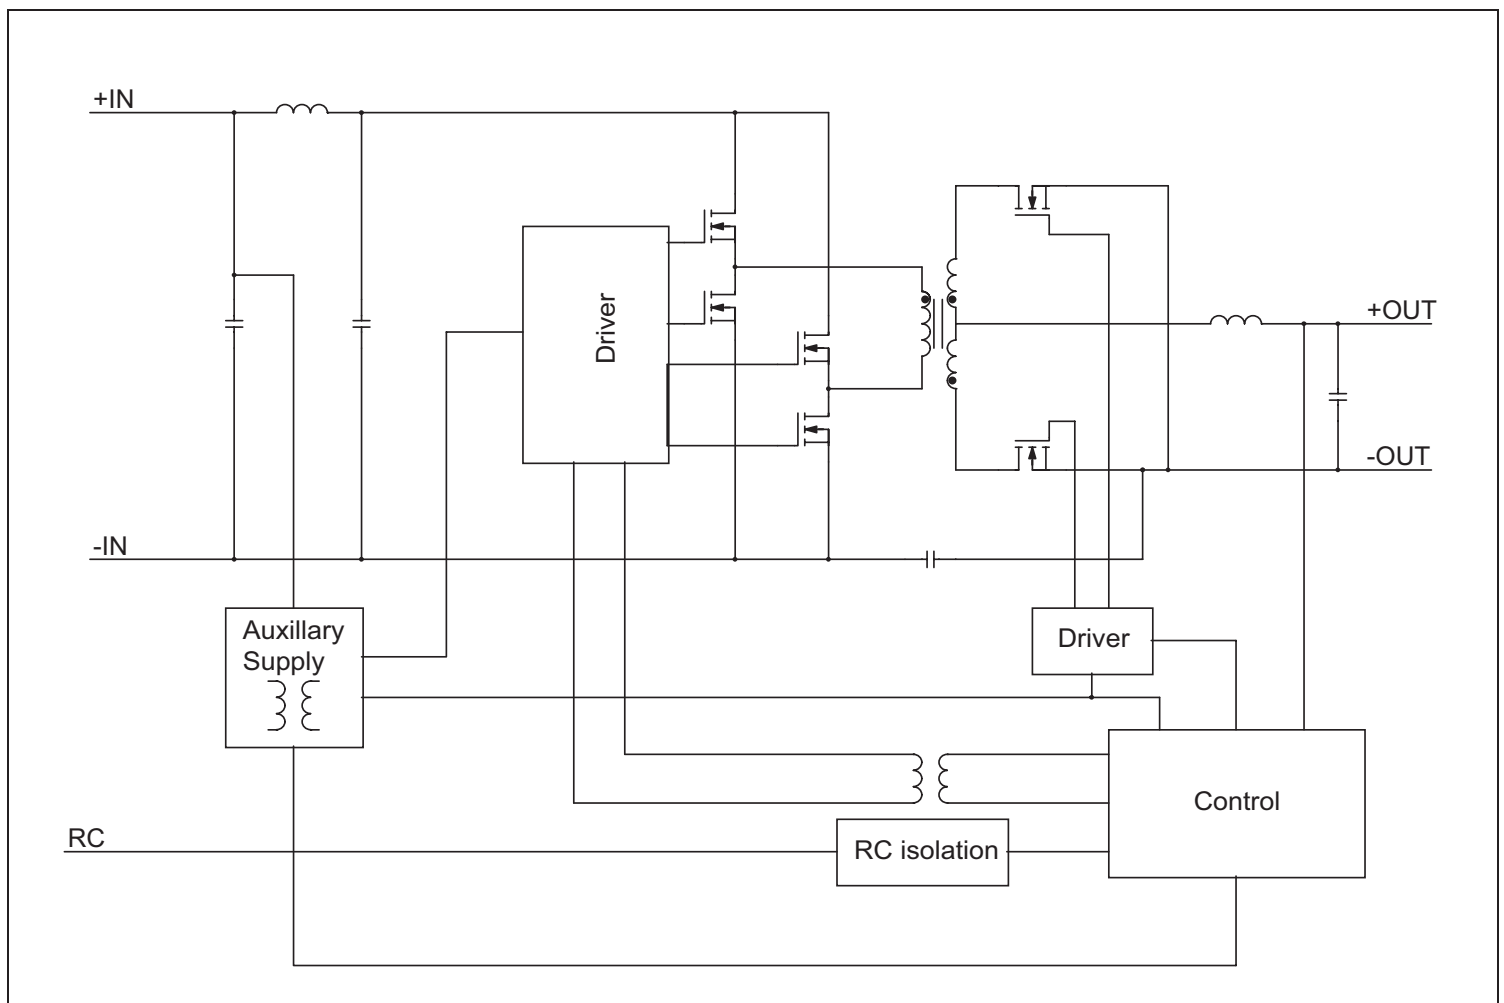 +IN
+OUT
Driver
-OUT
-IN
Auxillary
Supply
Driver
Control
RC
RC isolation